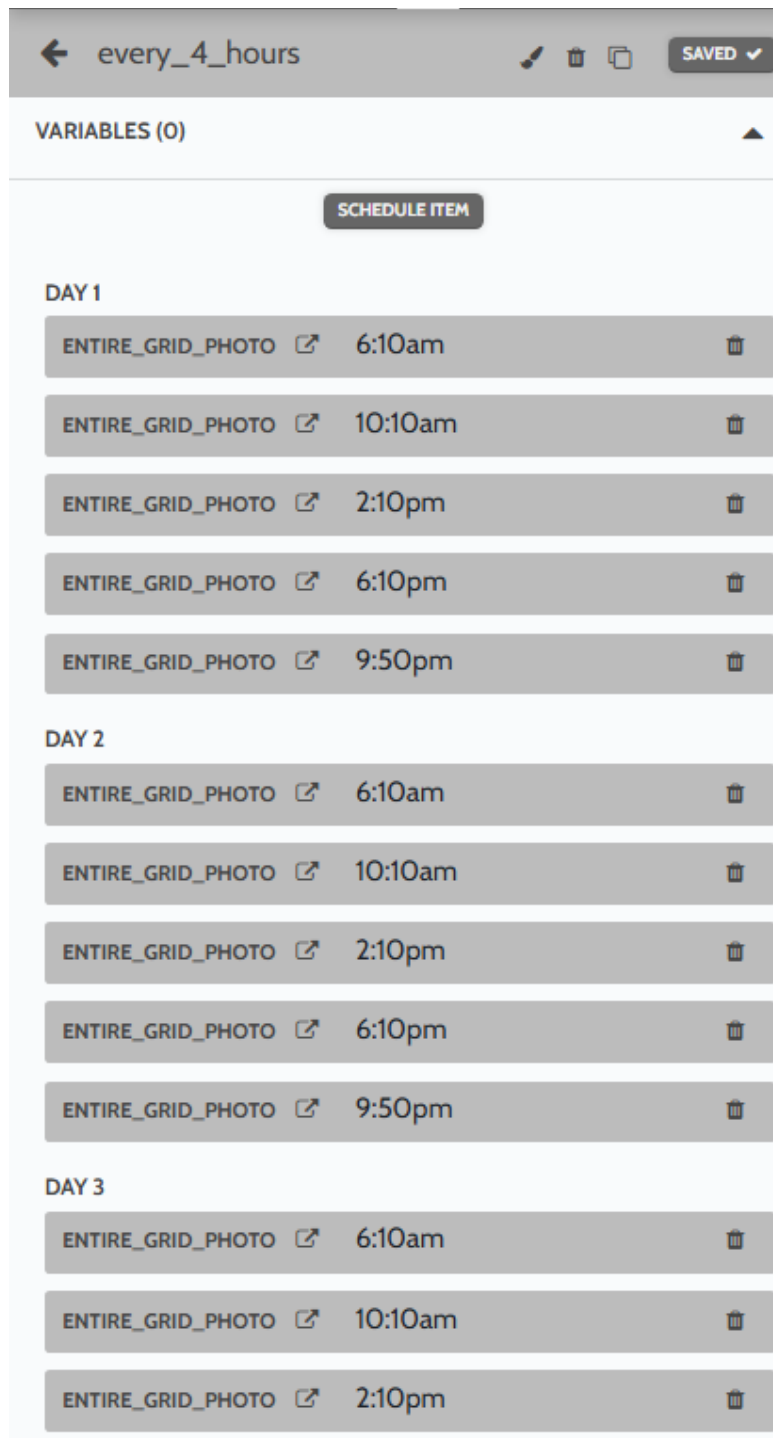 every_4_hours SAVED
VARIABLES (0)
SCHEDULE ITEM
DAY 1
ENTIRE_GRID_PHOTO 6:10am
ENTIRE_GRID_PHOTO 10:10am
ENTIRE_GRID_PHOTO 2:10pm
ENTIRE_GRID_PHOTO 6:10pm
ENTIRE_GRID_PHOTO 9:50pm
DAY 2
ENTIRE_GRID_PHOTO 6:10am
ENTIRE_GRID_PHOTO 10:10am
ENTIRE_GRID_PHOTO 2:10pm
ENTIRE_GRID_PHOTO 6:10pm
ENTIRE_GRID_PHOTO 9:50pm
DAY 3
ENTIRE_GRID_PHOTO 6:10am
ENTIRE_GRID_PHOTO 10:10am
ENTIRE_GRID_PHOTO 2:10pm